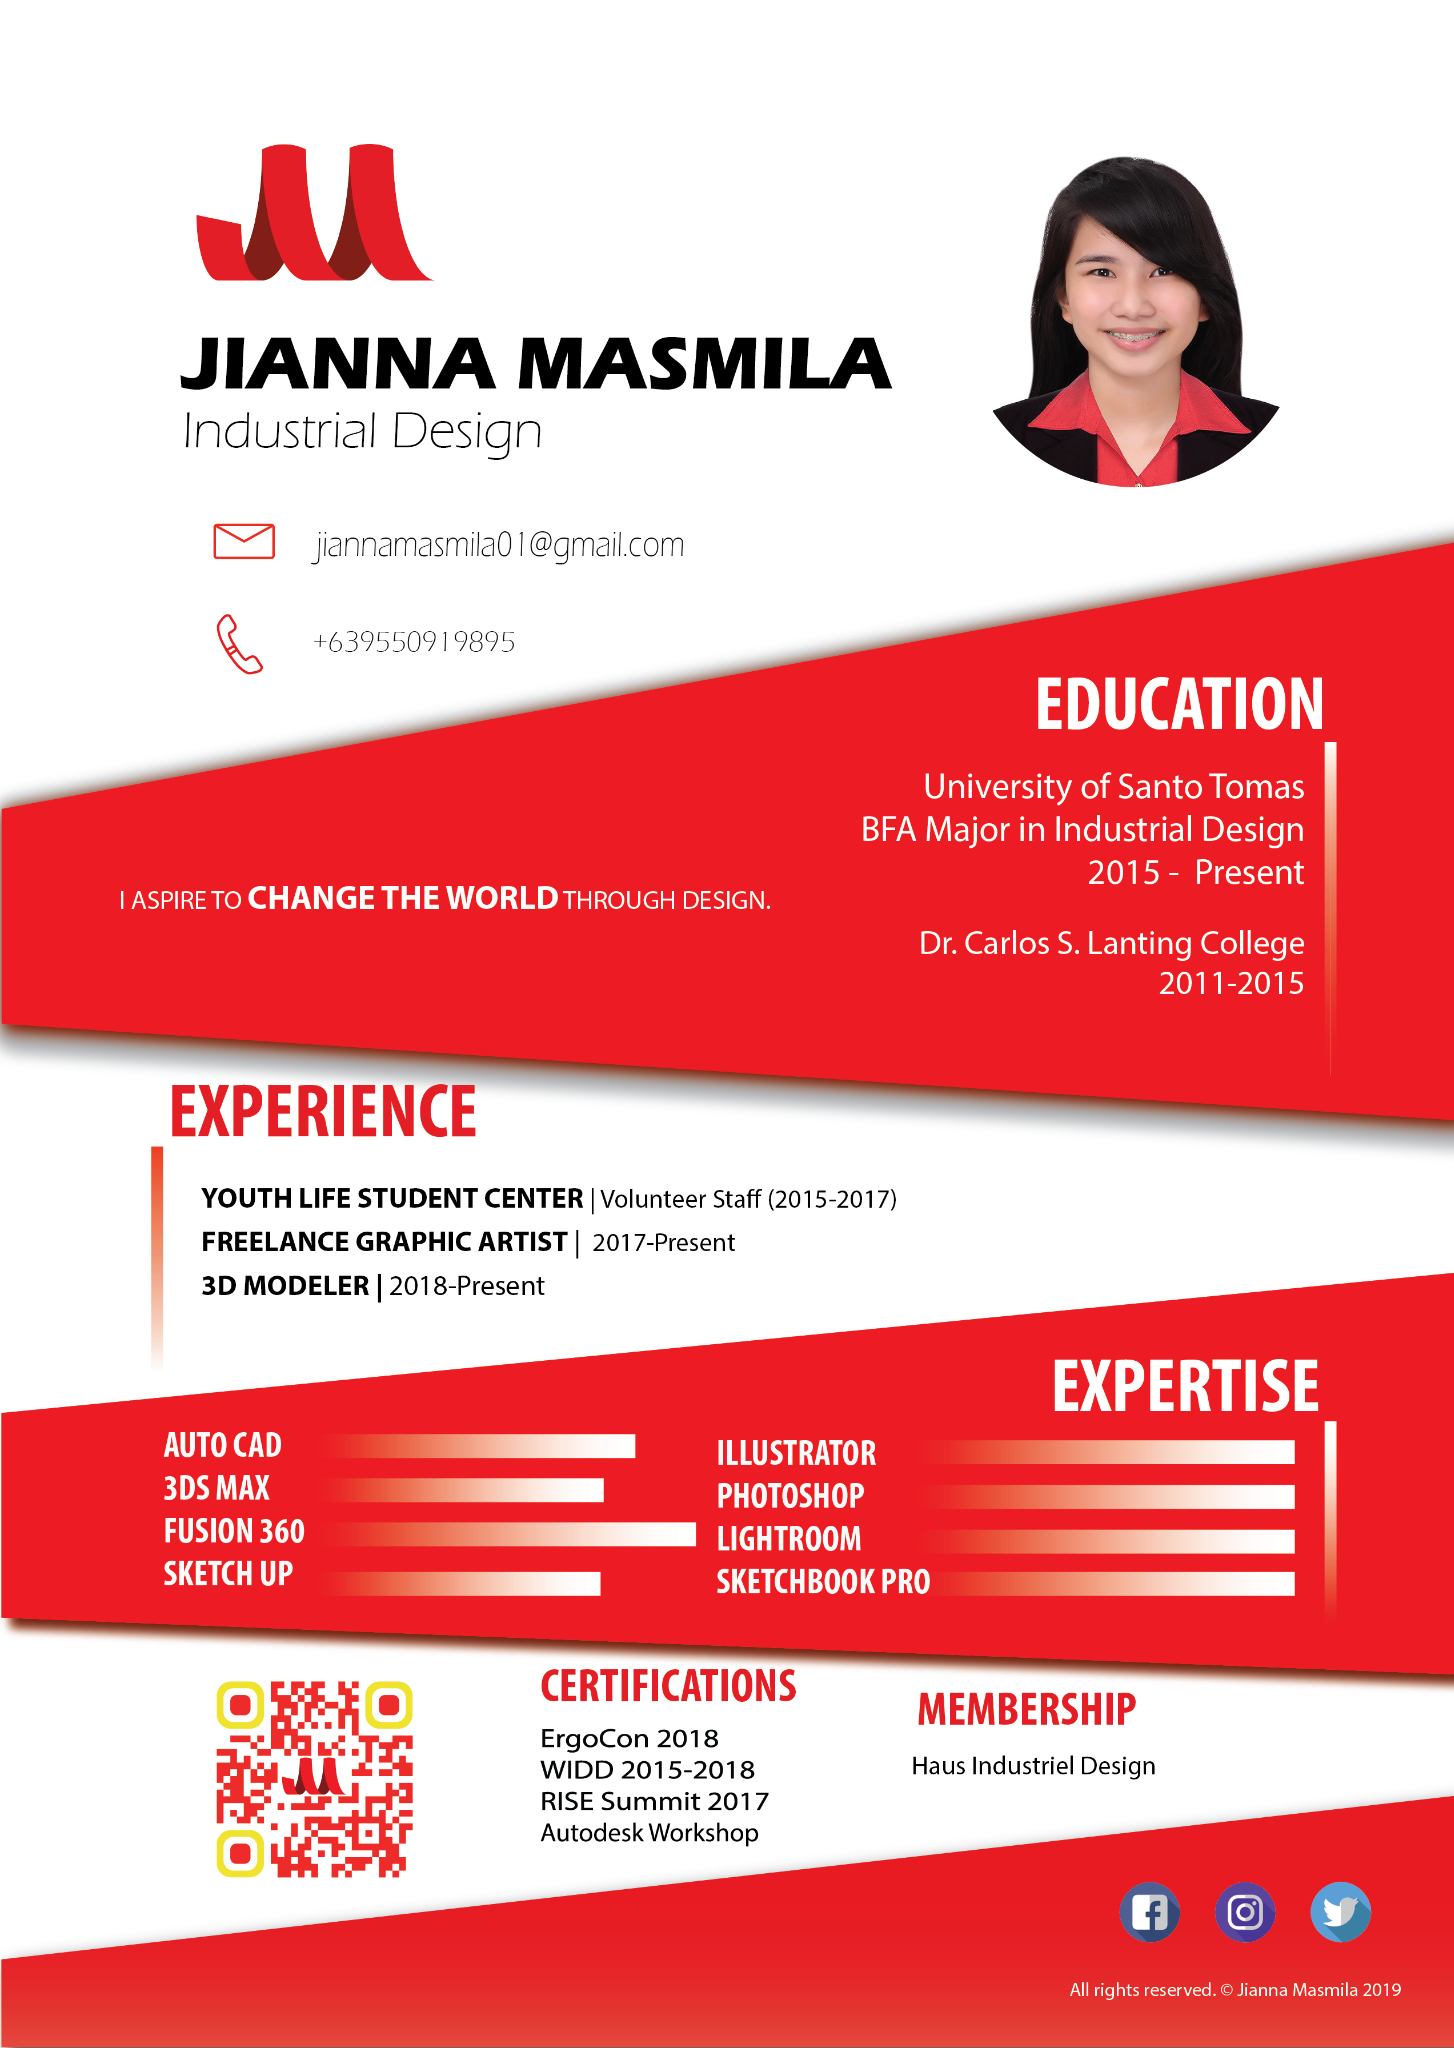 JIANNA MASMILA
Industrial Design
jiannamasmila01@gmail.com
+639550919895
EDUCATION
University of Santo Tomas
BFA Major in Industrial Design
2015 - Present
Dr. Carlos S. Lanting College
2011-2015
I ASPIRE TO CHANGE THE WORLD THROUGH DESIGN.
EXPERIENCE
YOUTH LIFE STUDENT CENTER | Volunteer Staff (2015-2017)
FREELANCE GRAPHIC ARTIST | 2017-Present
3D MODELER | 2018-Present
EXPERTISE
AUTO CAD
3DS MAX
FUSION 360
SKETCH UP
ILLUSTRATOR
PHOTOSHOP
LIGHTROOM
SKETCHBOOK PRO
CERTIFICATIONS
ErgoCon 2018
WIDD 2015-2018
RISE Summit 2017
Autodesk Workshop
MEMBERSHIP
Haus Industriel Design
All rights reserved. © Jianna Masmila 2019